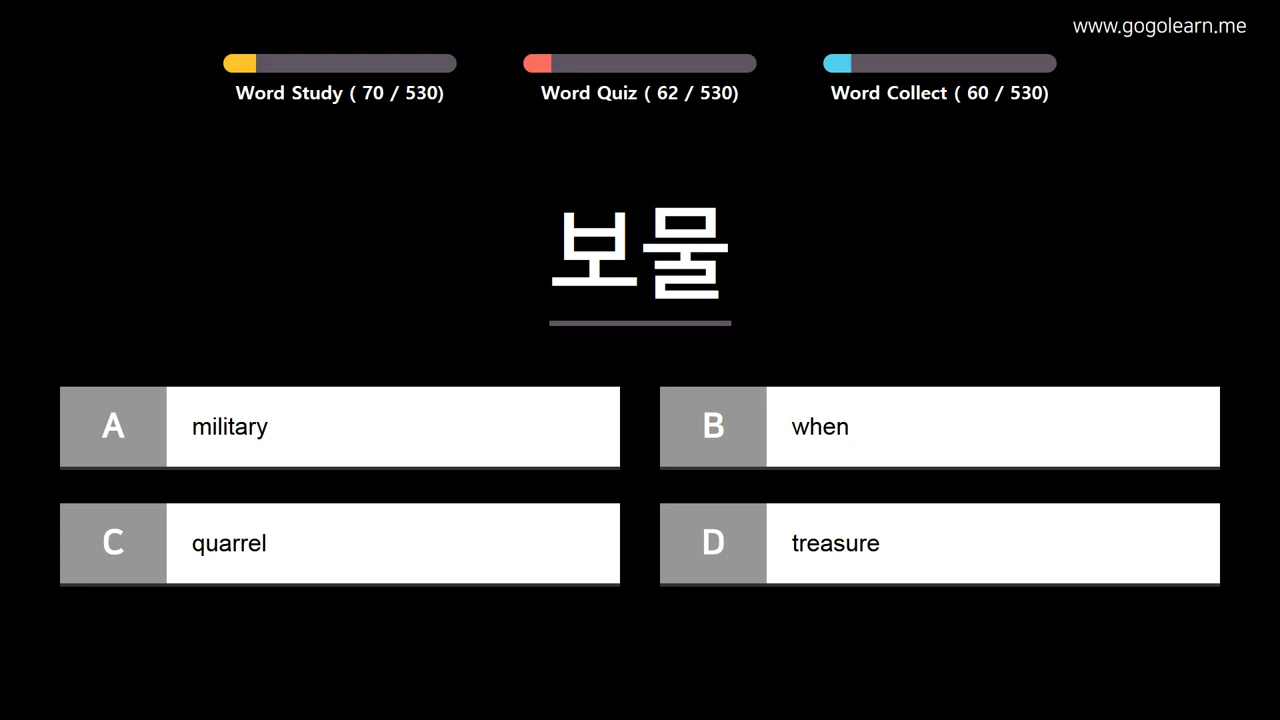 www.gogolearn.me
Word Study ( 70 / 530)
Word Quiz ( 62 / 530)
Word Collect ( 60 / 530)
보물
A military
B when
C quarrel
D treasure